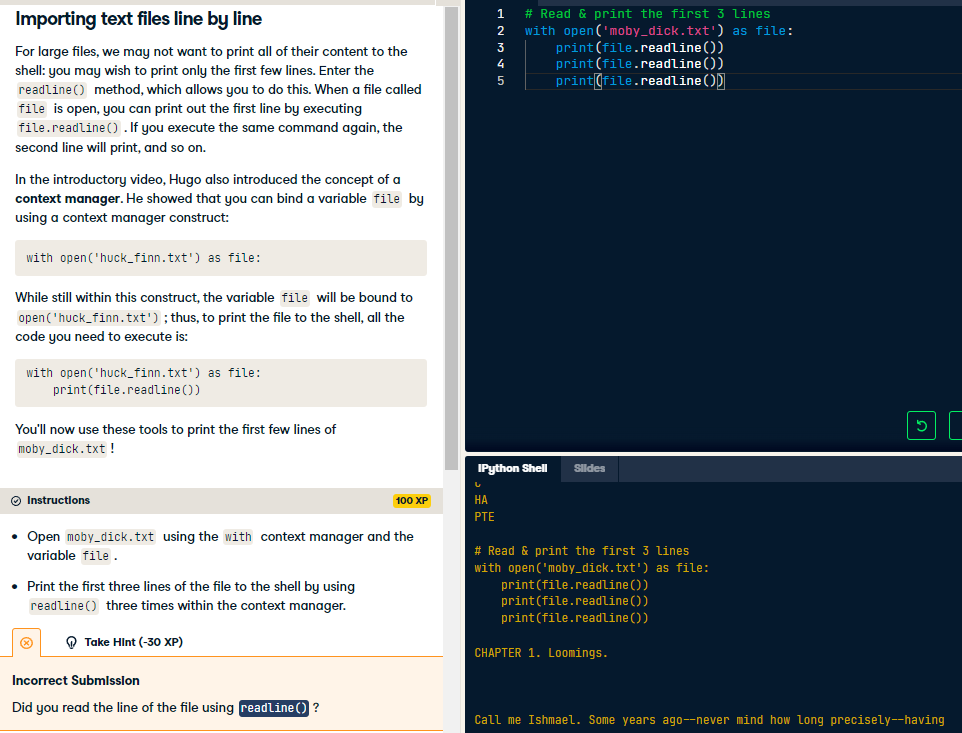 Importing text files line by line
For large files, we may not want to print all of their content to the
shell: you may wish to print only the first few lines. Enter the
readline() method, which allows you to do this. When a file called
file is open, you can print out the first line by executing
file.readline() . If you execute the same command again, the
second line will print, and so on.
In the introductory video, Hugo also introduced the concept of a
context manager. He showed that you can bind a variable file by
using a context manager construct:
with open('huck_finn.txt') as file:
While still within this construct, the variable file will be bound to
open('huck_finn.txt') ; thus, to print the file to the shell, all the
code you need to execute is:
with open('huck_finn.txt') as file:
    print(file.readline())
You'll now use these tools to print the first few lines of
moby_dick.txt !
Instructions
100 XP
• Open moby_dick.txt using the with context manager and the
variable file .
• Print the first three lines of the file to the shell by using
readline() three times within the context manager.
Take Hint (-30 XP)
Incorrect Submission
Did you read the line of the file using readline() ?
1 # Read & print the first 3 lines
2 with open('moby_dick.txt') as file:
3     print(file.readline())
4     print(file.readline())
5     print(file.readline())
IPython Shell
Slides
HA
PTE
# Read & print the first 3 lines
with open('moby_dick.txt') as file:
    print(file.readline())
    print(file.readline())
    print(file.readline())
CHAPTER 1. Loomings.
Call me Ishmael. Some years ago--never mind how long precisely--having